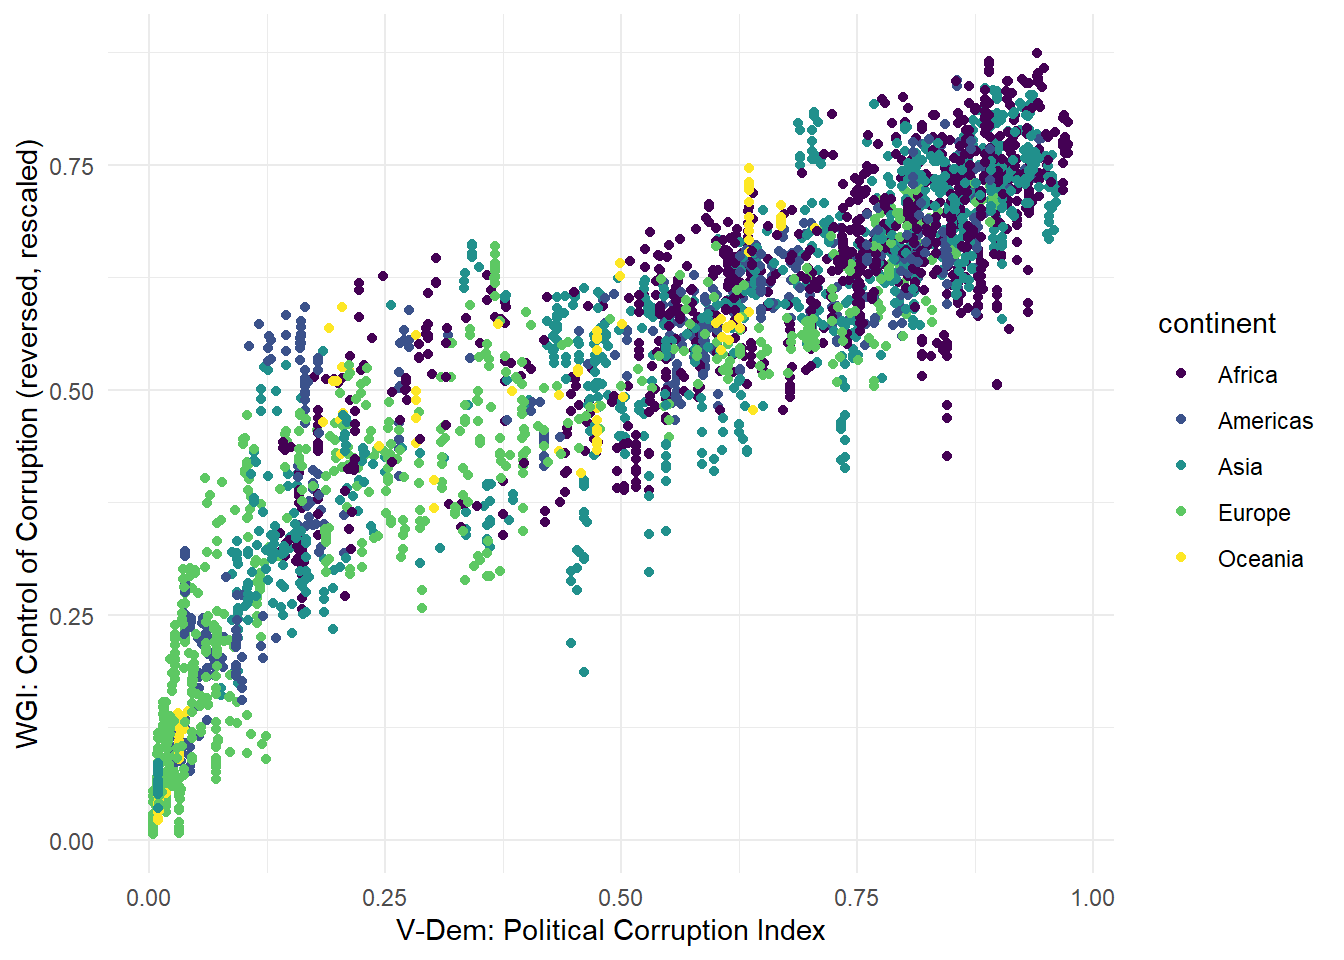 WGI: Control of Corruption (reversed, rescaled)
0.75
0.50
0.25
0.00
0.00 0.25 0.50 0.75 1.00
V-Dem: Political Corruption Index
continent
Africa
Americas
Asia
Europe
Oceania